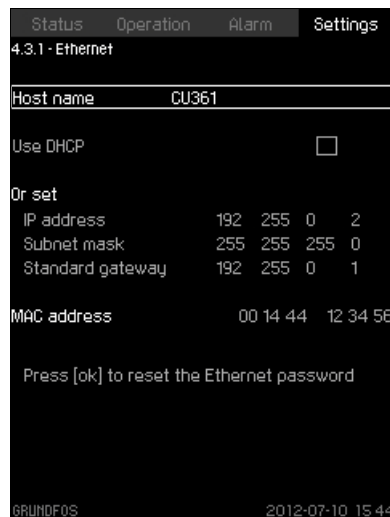 Status Operation Alarm Settings
4.3.1 - Ethernet
Host name CU361
Use DHCP
Or set
IP address 192 255 0 2
Subnet mask 255 255 255 0
Standard gateway 192 255 0 1
MAC address 00 14 44 12 34 56
Press [ok] to reset the Ethernet password
GRUNDFOS 2012-07-10 15:44